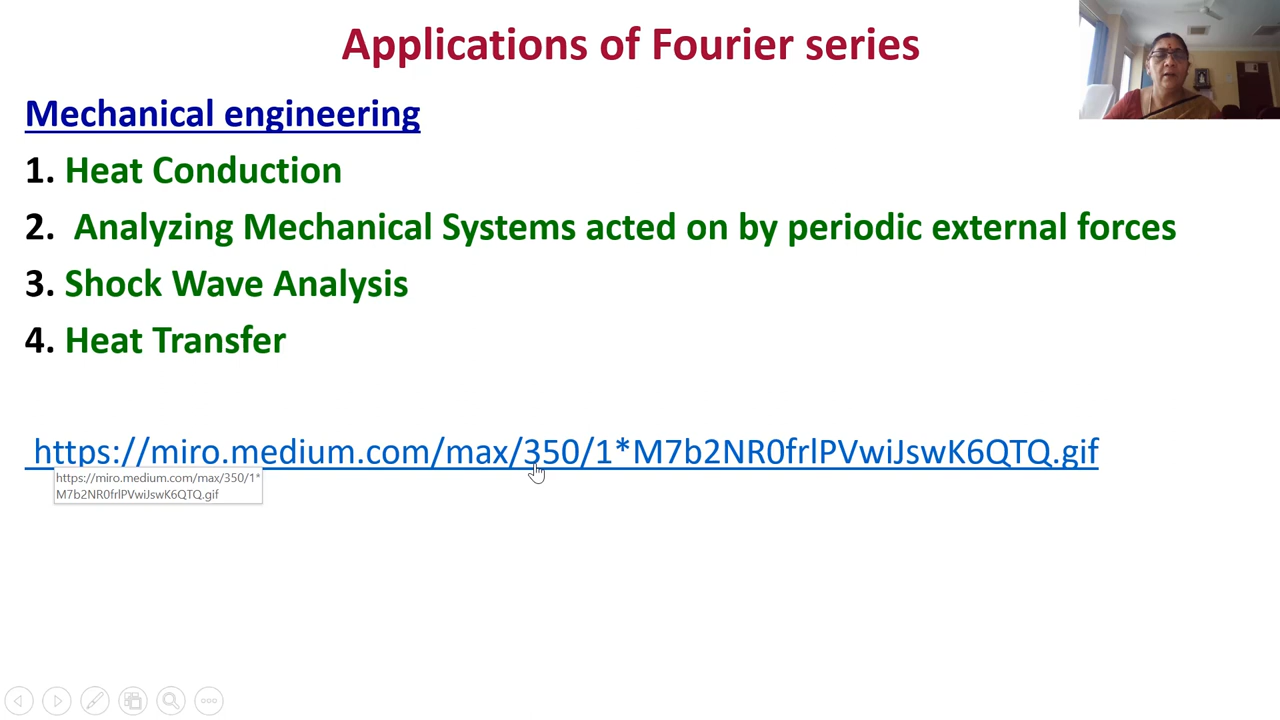 Applications of Fourier series
Mechanical engineering
1. Heat Conduction
2. Analyzing Mechanical Systems acted on by periodic external forces
3. Shock Wave Analysis
4. Heat Transfer
https://miro.medium.com/max/350/1*M7b2NR0frlPVwiJswK6QTQ.gif
https://miro.medium.com/max/350/1*
M7b2NR0frlPVwiJswK6QTQ.gif